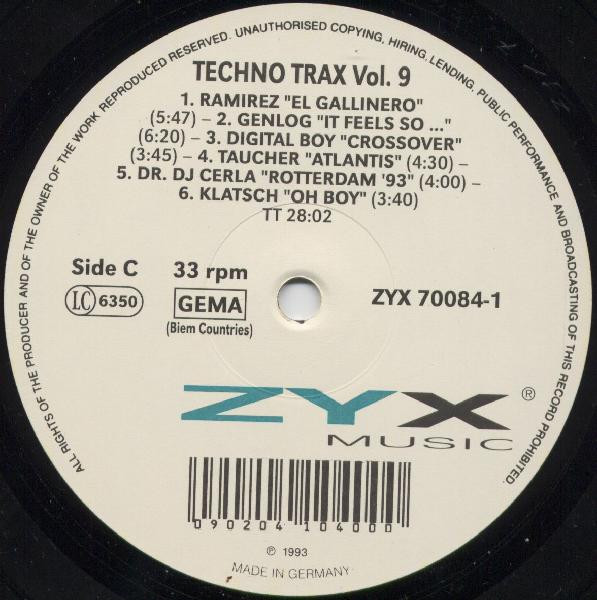 ALL RIGHTS OF THE PRODUCER AND OF THE OWNER OF THE WORK REPRODUCED RESERVED. UNAUTHORISED COPYING, HIRING, LENDING, PUBLIC PERFORMANCE AND BROADCASTING OF THIS RECORD PROHIBITED.
TECHNO TRAX Vol. 9
1. RAMIREZ "EL GALLINERO"
(5:47) – 2. GENLOG "IT FEELS SO ..."
(6:20) – 3. DIGITAL BOY "CROSSOVER"
(3:45) – 4. TAUCHER "ATLANTIS" (4:30) –
5. DR. DJ CERLA "ROTTERDAM '93" (4:00) –
6. KLATSCH "OH BOY" (3:40)
TT 28:02
Side C 33 rpm
LC 6350 GEMA ZYX 70084-1
(Biem Countries)
ZYX ®
MUSIC
090204104000
℗ 1993
MADE IN GERMANY